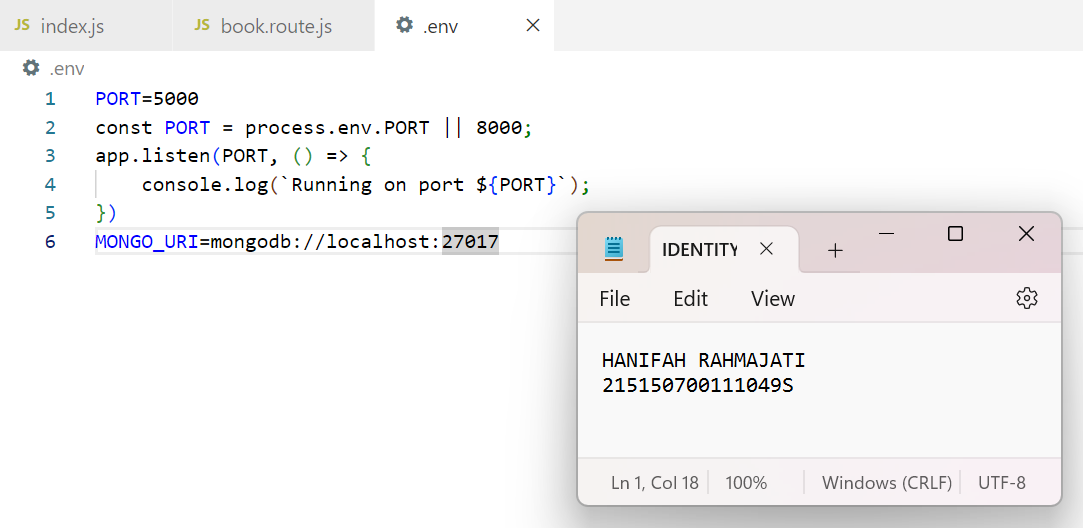 JS index.js
JS book.route.js
.env
.env
1 PORT=5000
2 const PORT = process.env.PORT || 8000;
3 app.listen(PORT, () => {
4 console.log(`Running on port ${PORT}`);
5 })
6 MONGO_URI=mongodb://localhost:27017
IDENTITY
File Edit View
HANIFAH RAHMAJATI
215150700111049S
Ln 1, Col 18 100% Windows (CRLF) UTF-8